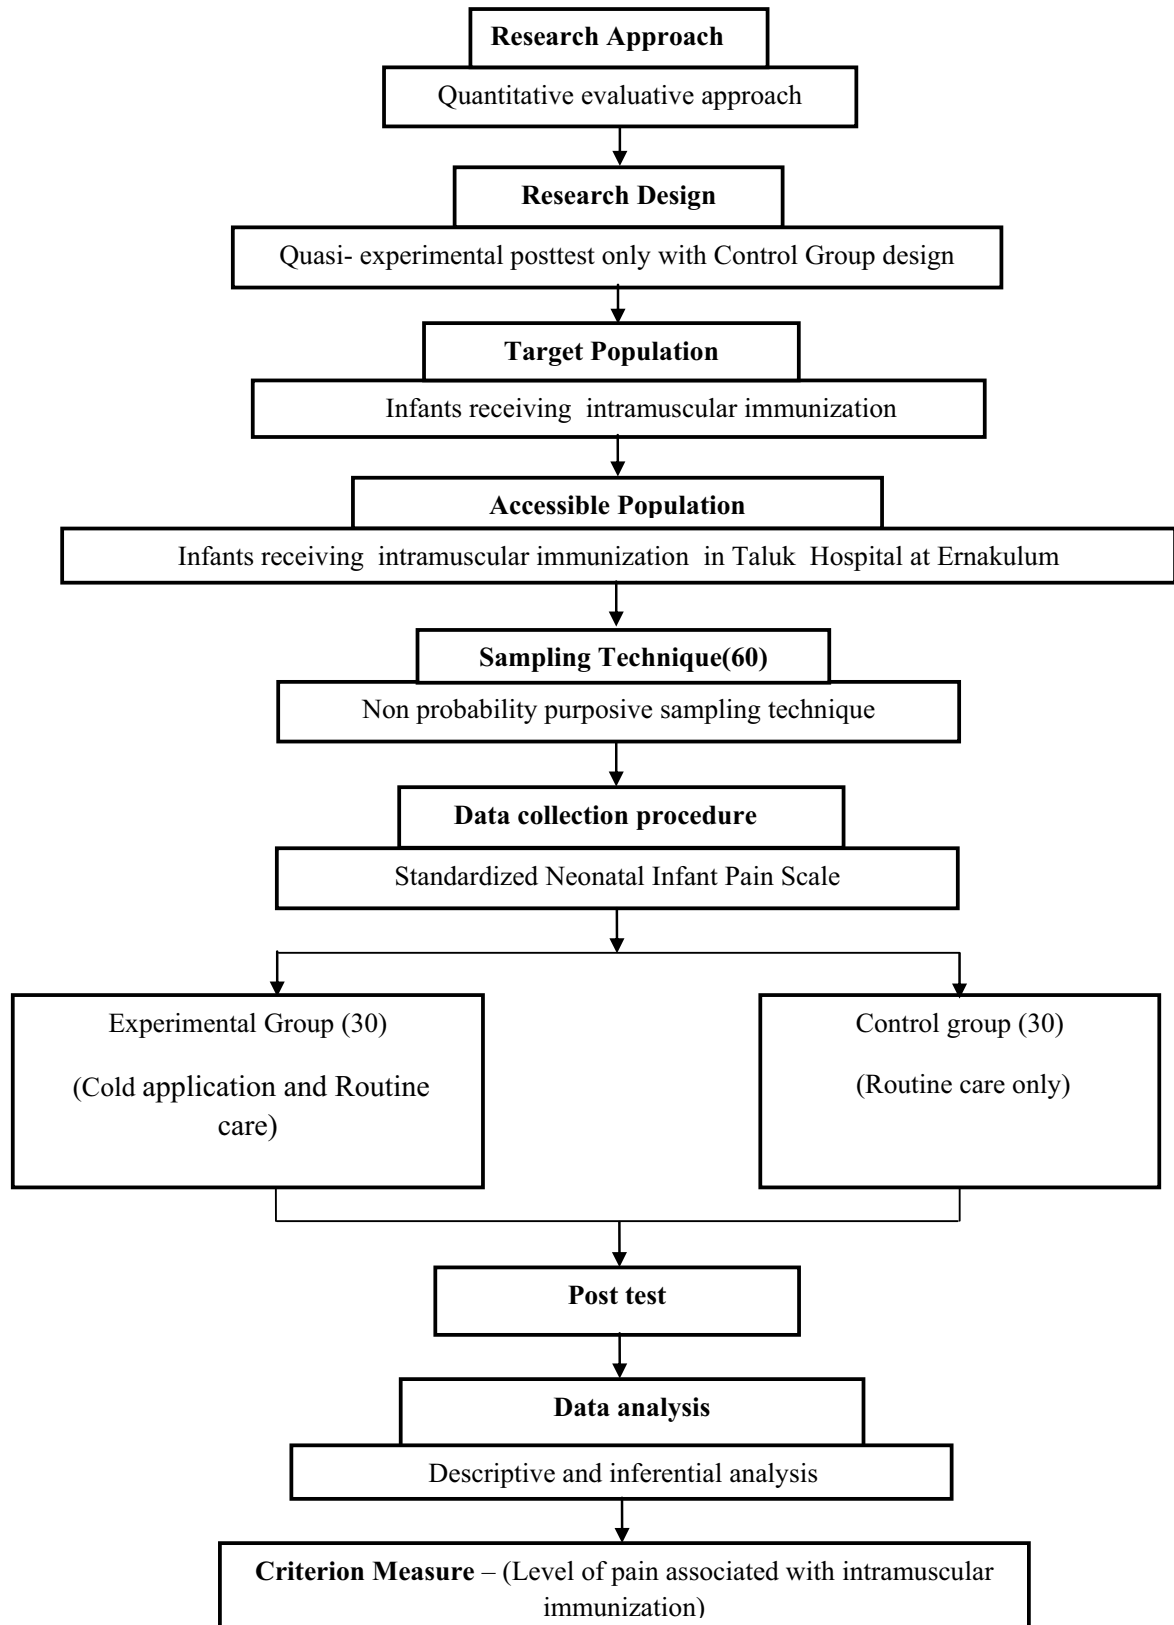 Research Approach
Quantitative evaluative approach
Research Design
Quasi- experimental posttest only with Control Group design
Target Population
Infants receiving intramuscular immunization
Accessible Population
Infants receiving intramuscular immunization in Taluk Hospital at Ernakulum
Sampling Technique(60)
Non probability purposive sampling technique
Data collection procedure
Standardized Neonatal Infant Pain Scale
Experimental Group (30)
(Cold application and Routine
care)
Control group (30)
(Routine care only)
Post test
Data analysis
Descriptive and inferential analysis
Criterion Measure – (Level of pain associated with intramuscular
immunization)